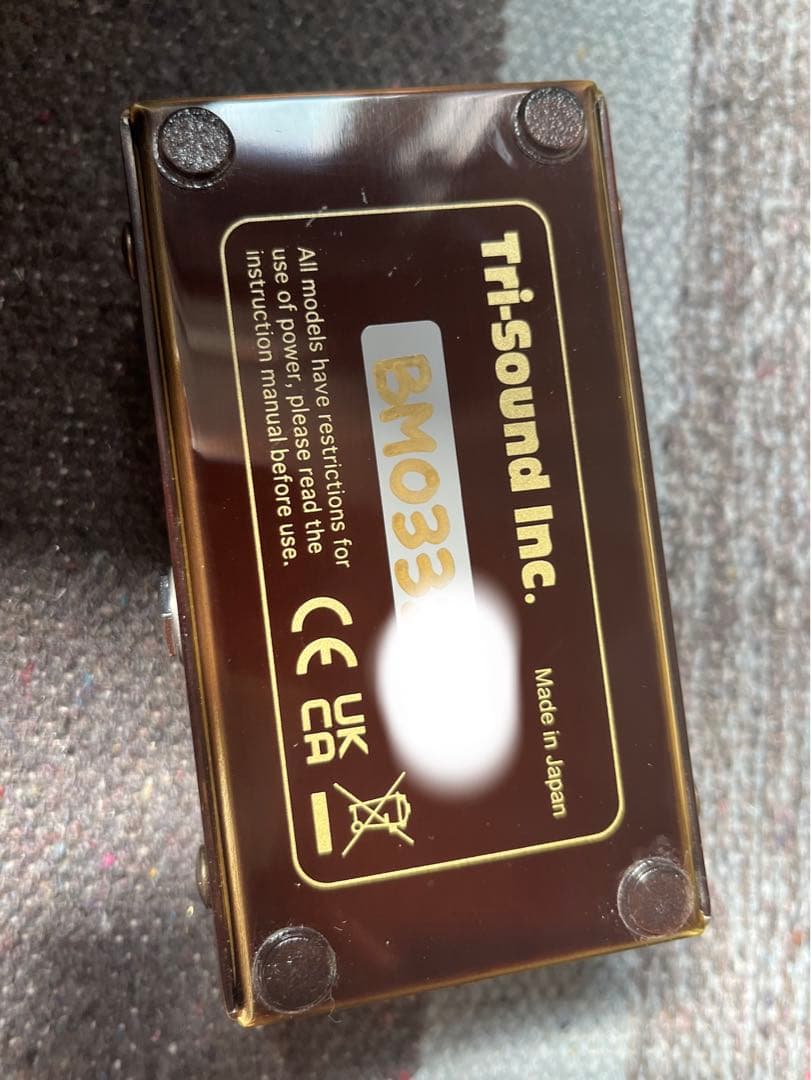 Tri-Sound Inc.
Made in Japan
BM033
All models have restrictions for
use of power, please read the
instruction manual before use.
CE
UK
CA